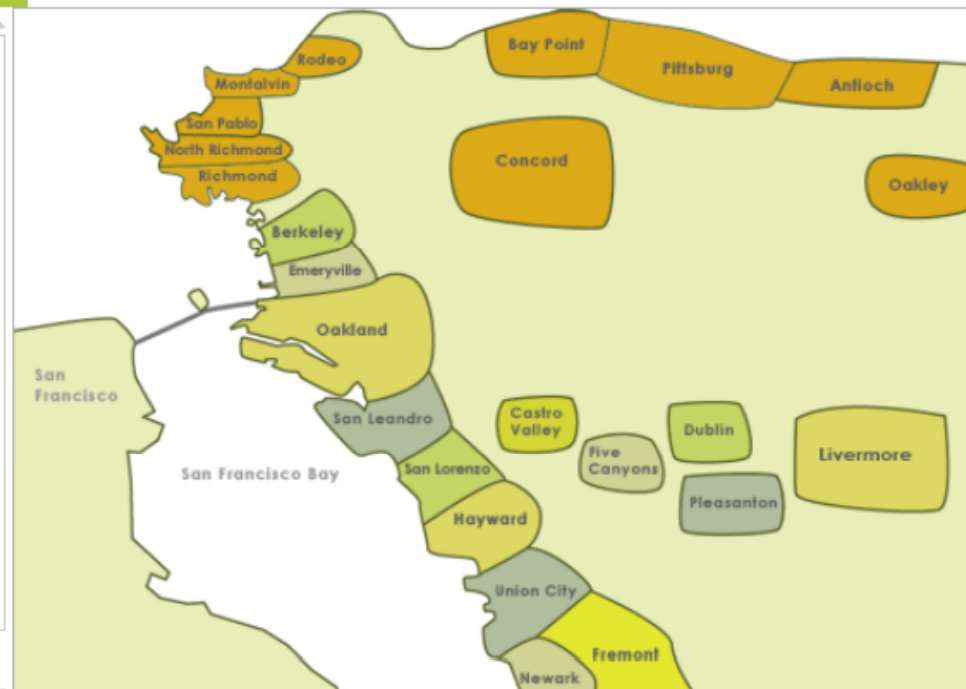 Rodeo
Bay Point
Pittsburg
Antioch
Montalvin
San Pablo
North Richmond
Richmond
Concord
Oakley
Berkeley
Emeryville
Oakland
San
Francisco
San Leandro
Castro
Valley
Dublin
Five
Canyons
Livermore
San Lorenzo
San Francisco Bay
Pleasanton
Hayward
Union City
Fremont
Newark